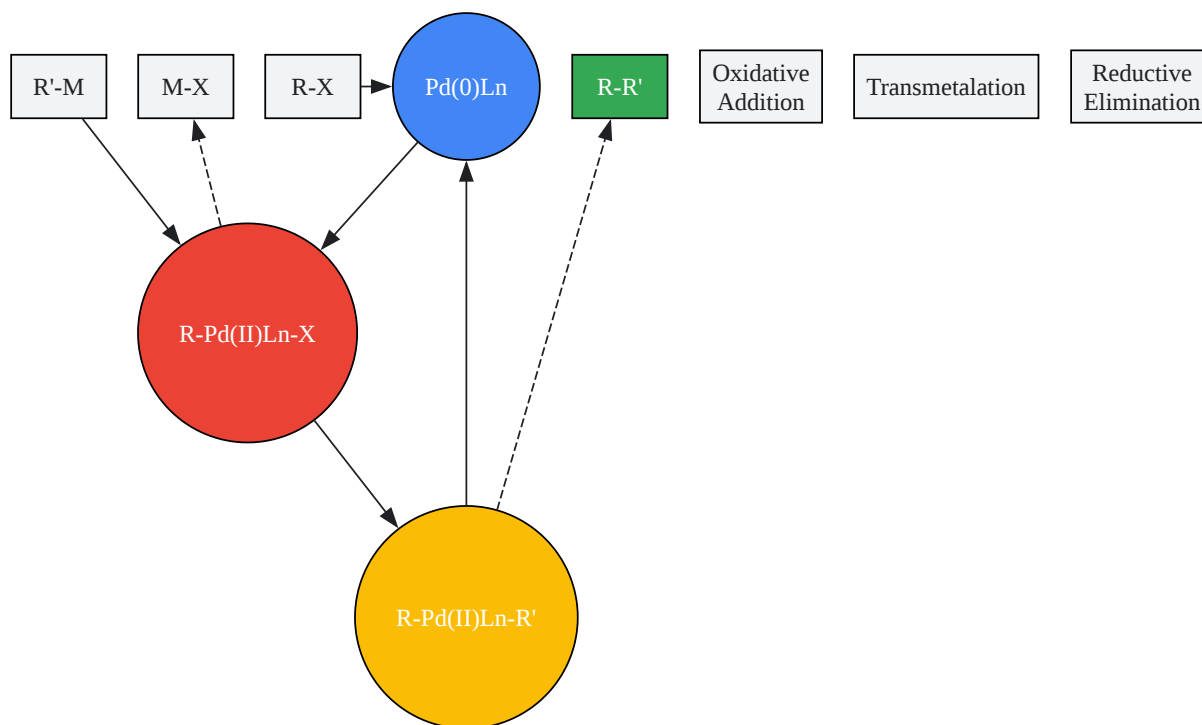 R'-M
M-X
R-X
Pd(0)Ln
R-R'
Oxidative
Addition
Transmetalation
Reductive
Elimination
R-Pd(II)Ln-X
R-Pd(II)Ln-R'